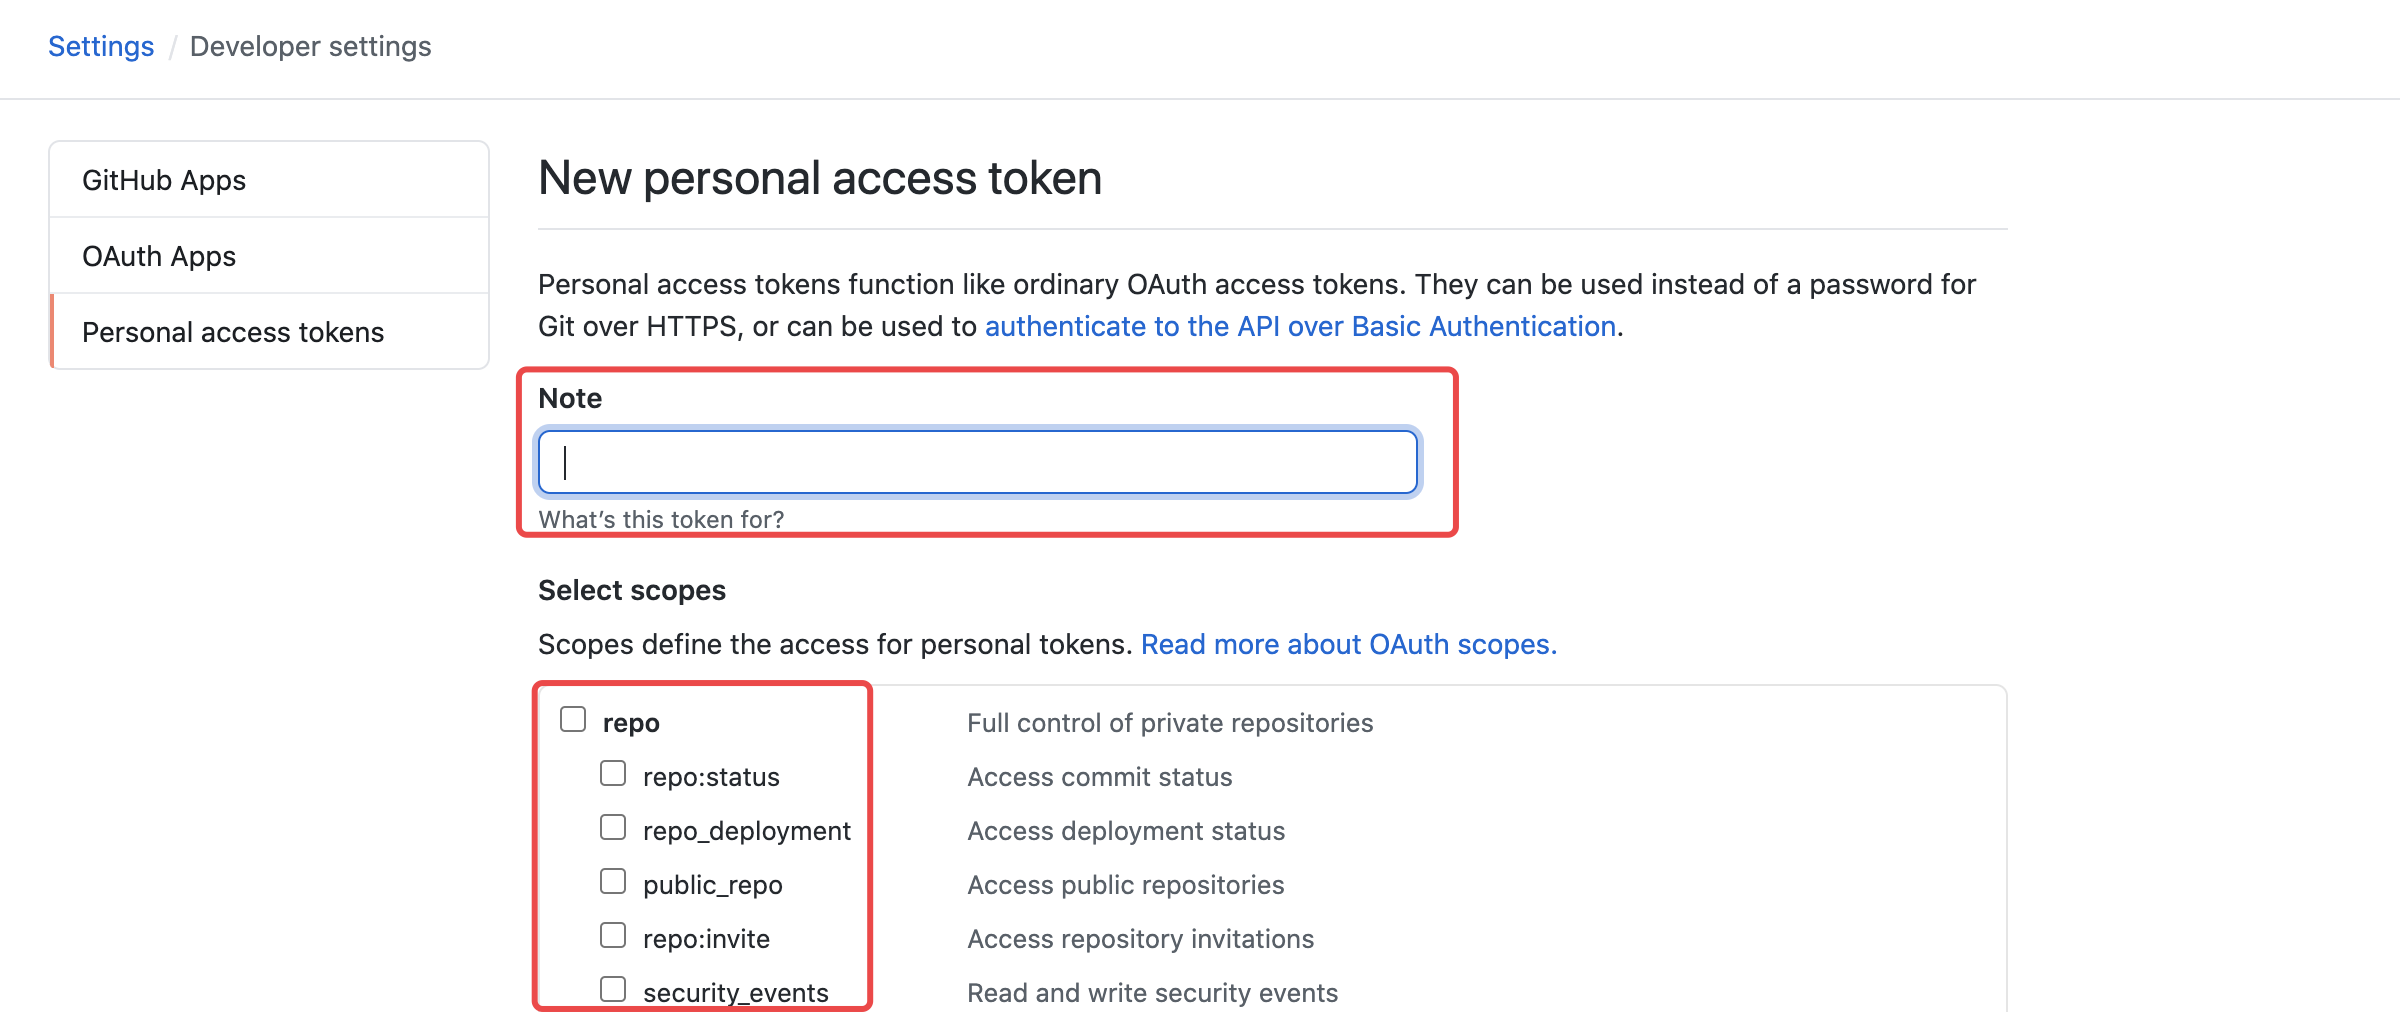 Settings / Developer settings
GitHub Apps
OAuth Apps
Personal access tokens
New personal access token
Personal access tokens function like ordinary OAuth access tokens. They can be used instead of a password for
Git over HTTPS, or can be used to authenticate to the API over Basic Authentication.
Note
What’s this token for?
Select scopes
Scopes define the access for personal tokens. Read more about OAuth scopes.
repo Full control of private repositories
repo:status Access commit status
repo_deployment Access deployment status
public_repo Access public repositories
repo:invite Access repository invitations
security_events Read and write security events